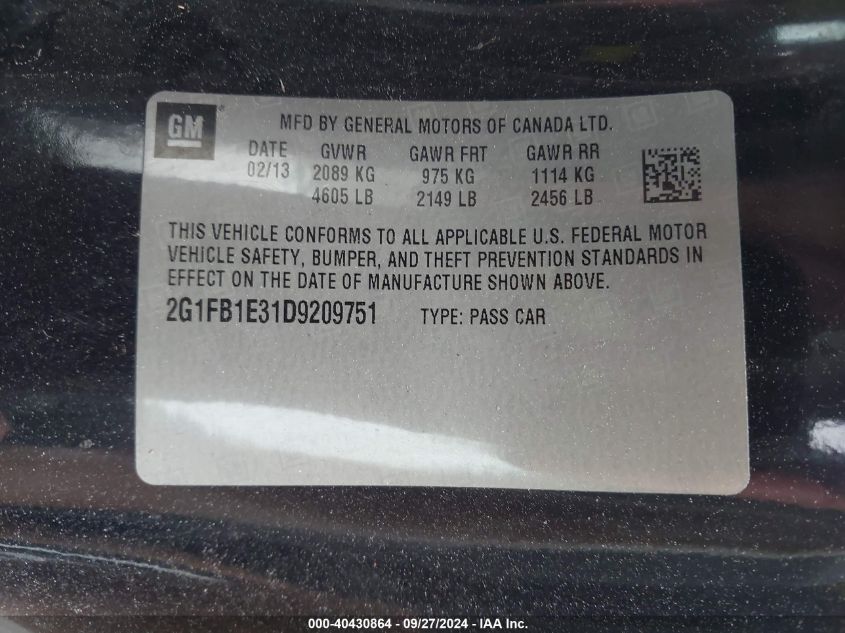 GM ®
MFD BY GENERAL MOTORS OF CANADA LTD.
DATE GVWR GAWR FRT GAWR RR
02/13 2089 KG 975 KG 1114 KG
4605 LB 2149 LB 2456 LB
THIS VEHICLE CONFORMS TO ALL APPLICABLE U.S. FEDERAL MOTOR
VEHICLE SAFETY, BUMPER, AND THEFT PREVENTION STANDARDS IN
EFFECT ON THE DATE OF MANUFACTURE SHOWN ABOVE.
2G1FB1E31D9209751 TYPE: PASS CAR
000-40430864 - 09/27/2024 - IAA Inc.